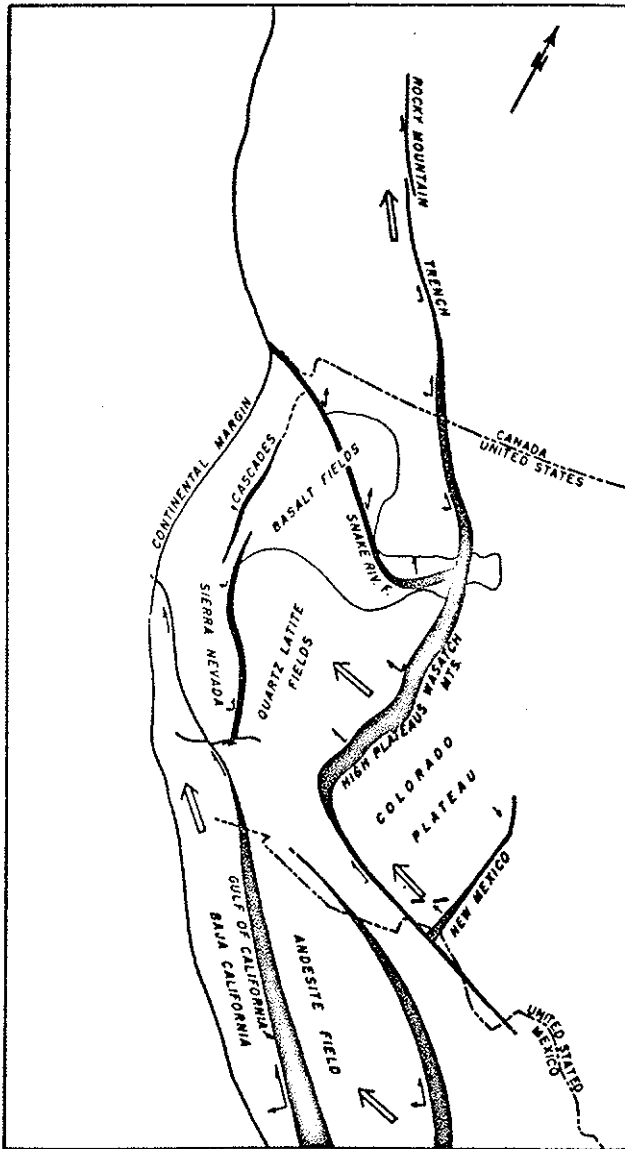 N
ROCKY MOUNTAIN
TRENCH
CANADA
UNITED STATES
CONTINENTAL MARGIN
CASCADES
BASALT FIELDS
SNAKE RIV. F.
SIERRA NEVADA
QUARTZ LATITE
FIELDS
HIGH PLATEAUS WASATCH
MTS.
COLORADO
PLATEAU
NEW MEXICO
GULF OF CALIFORNIA
BAJA CALIFORNIA
ANDESITE FIELD
UNITED STATED
MEXICO